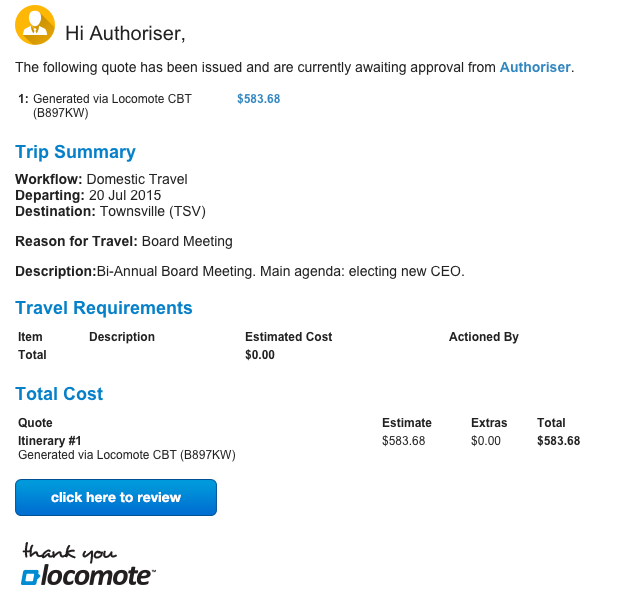 Hi Authoriser,
The following quote has been issued and are currently awaiting approval from Authoriser.
1: Generated via Locomote CBT $583.68
(B897KW)
Trip Summary
Workflow: Domestic Travel
Departing: 20 Jul 2015
Destination: Townsville (TSV)
Reason for Travel: Board Meeting
Description:Bi-Annual Board Meeting. Main agenda: electing new CEO.
Travel Requirements
Item Description Estimated Cost Actioned By
Total $0.00
Total Cost
Quote Estimate Extras Total
Itinerary #1 $583.68 $0.00 $583.68
Generated via Locomote CBT (B897KW)
click here to review
thank you
locomote™